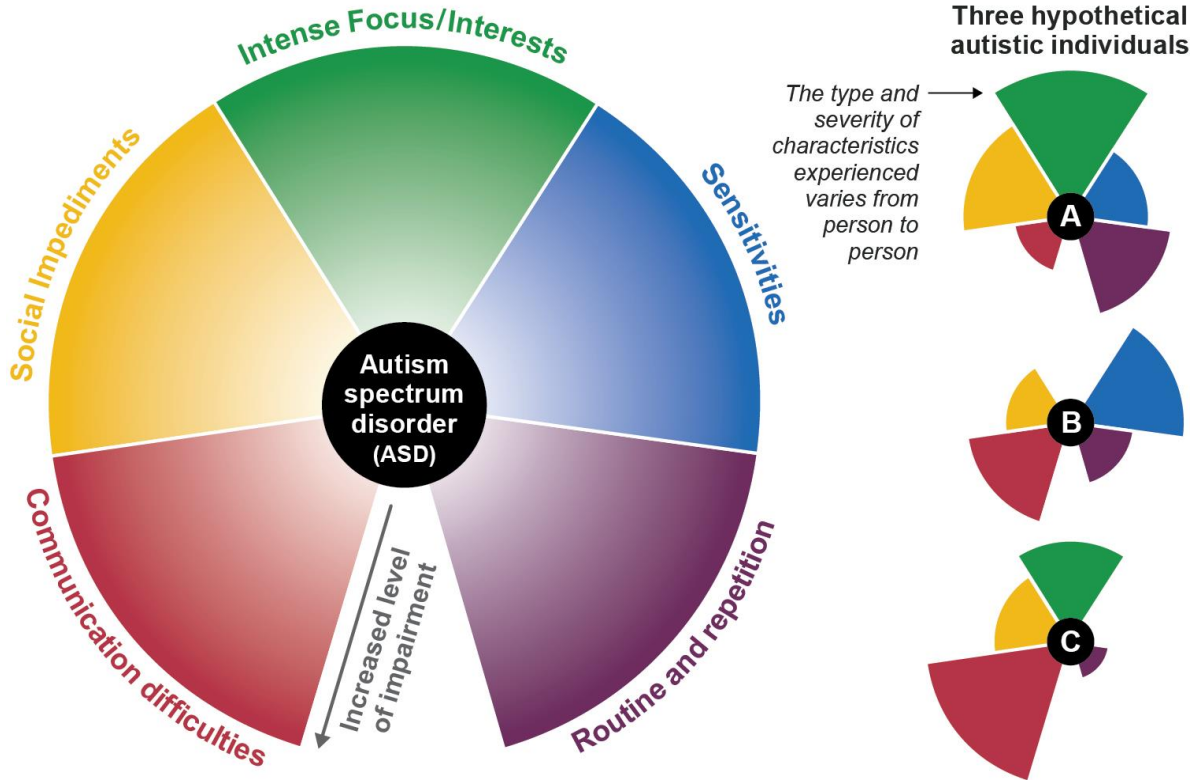 Intense Focus/Interests
Social Impediments
Sensitivities
Communication difficulties
Routine and repetition
Autism
spectrum
disorder
(ASD)
Increased level
of impairment
Three hypothetical
autistic individuals
The type and
severity of
characteristics
experienced
varies from
person to
person
A
B
C